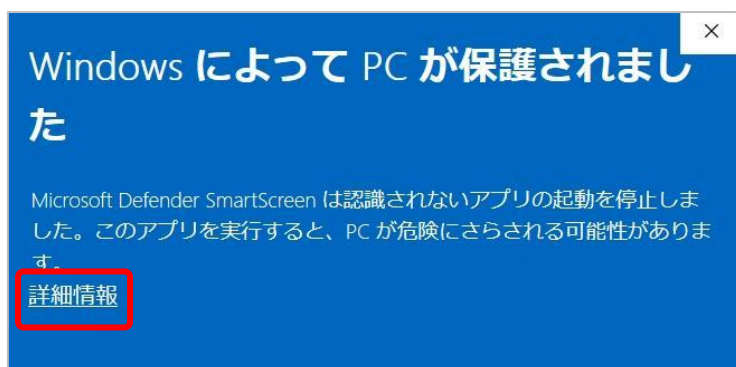 Windows によって PC が保護されまし
た
Microsoft Defender SmartScreen は認識されないアプリの起動を停止しま
した。このアプリを実行すると、PC が危険にさらされる可能性がありま
す。
詳細情報